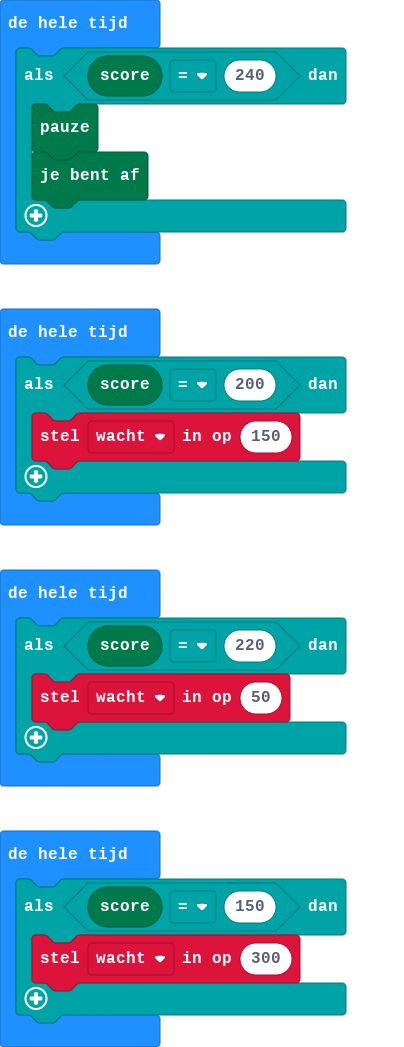 de hele tijd
als score = 240 dan
pauze
je bent af
de hele tijd
als score = 200 dan
stel wacht in op 150
de hele tijd
als score = 220 dan
stel wacht in op 50
de hele tijd
als score = 150 dan
stel wacht in op 300